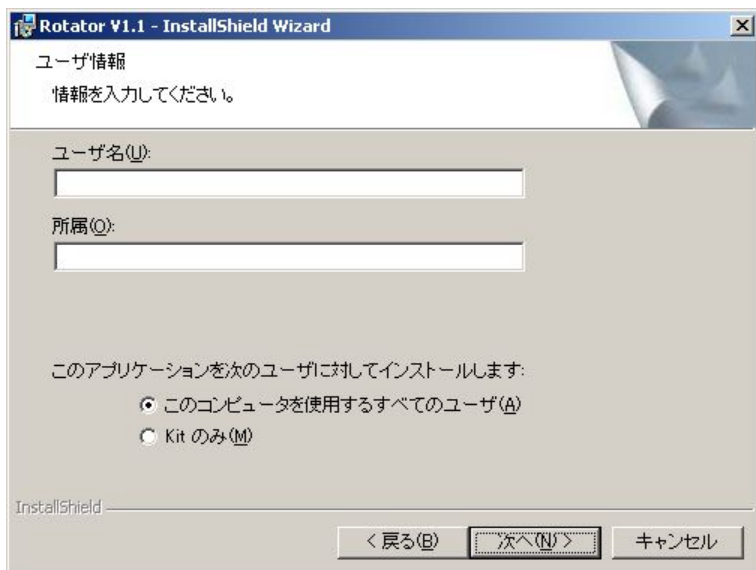 Rotator V1.1 - InstallShield Wizard
ユーザ情報
情報を入力してください。
ユーザ名(U):
所属(O):
このアプリケーションを次のユーザに対してインストールします:
このコンピュータを使用するすべてのユーザ(A)
Kit のみ(M)
InstallShield
< 戻る(B)
次へ(N) >
キャンセル